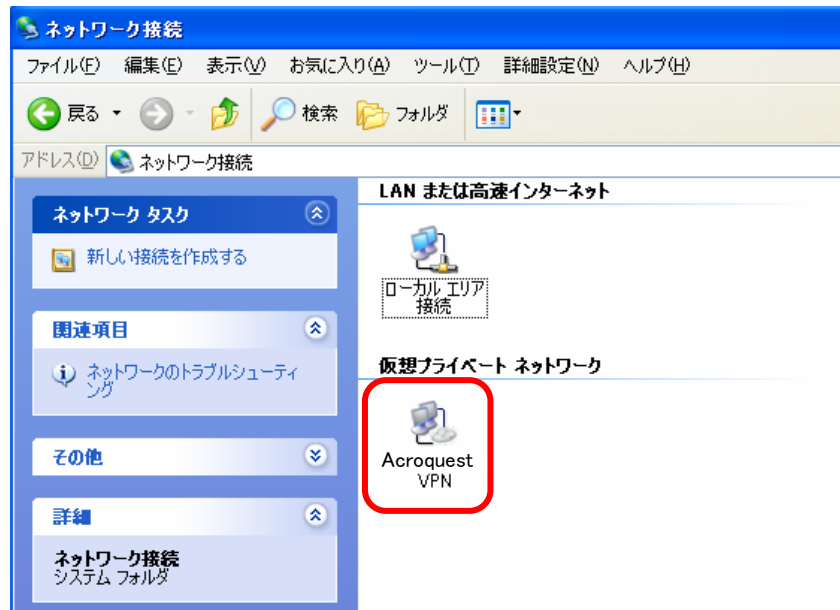 ネットワーク接続
ファイル(F) 編集(E) 表示(V) お気に入り(A) ツール(T) 詳細設定(N) ヘルプ(H)
戻る 検索 フォルダ
アドレス(D) ネットワーク接続
ネットワーク タスク
新しい接続を作成する
関連項目
ネットワークのトラブルシューティ
ング
その他
詳細
ネットワーク接続
システム フォルダ
LAN または高速インターネット
ローカル エリア
接続
仮想プライベート ネットワーク
Acroquest
VPN